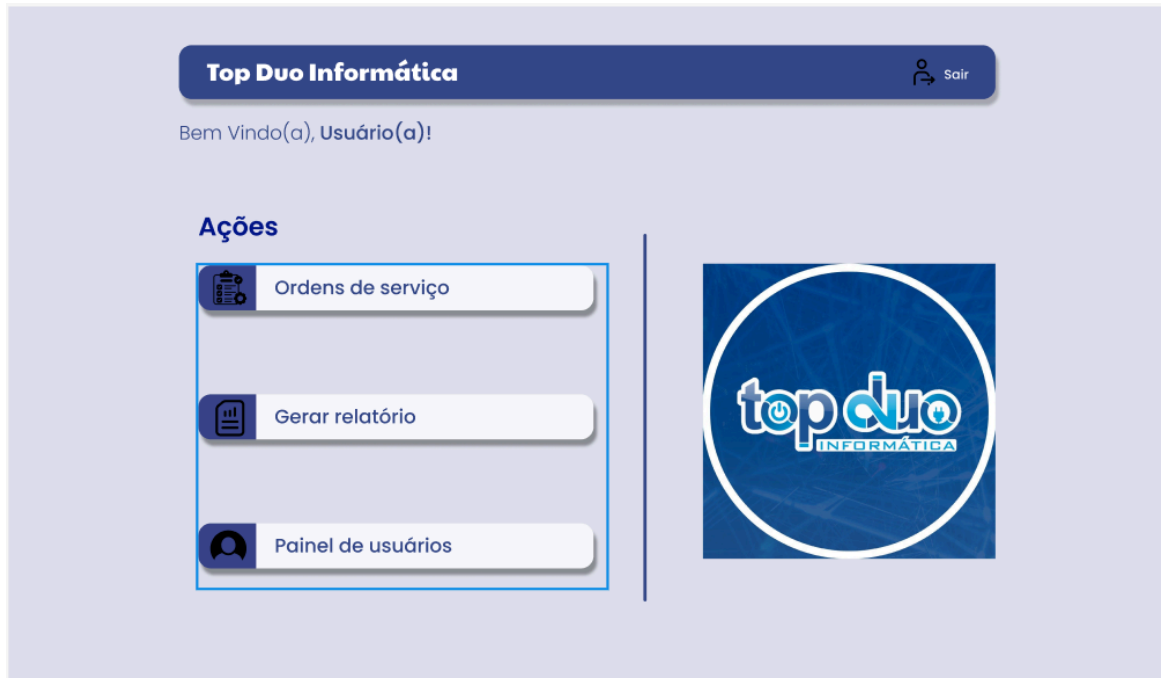 Top Duo Informática
Sair
Bem Vindo(a), Usuário(a)!
Ações
Ordens de serviço
Gerar relatório
Painel de usuários
top duo
INFORMÁTICA